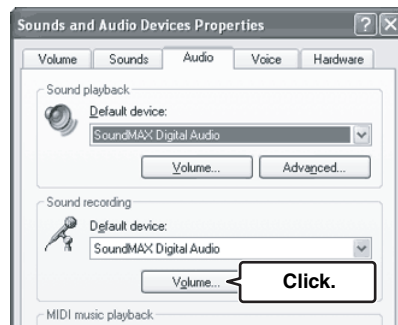 Sounds and Audio Devices Properties
Volume Sounds Audio Voice Hardware
Sound playback
Default device:
SoundMAX Digital Audio
Volume... Advanced...
Sound recording
Default device:
SoundMAX Digital Audio
Volume... Click.
MIDI music playback